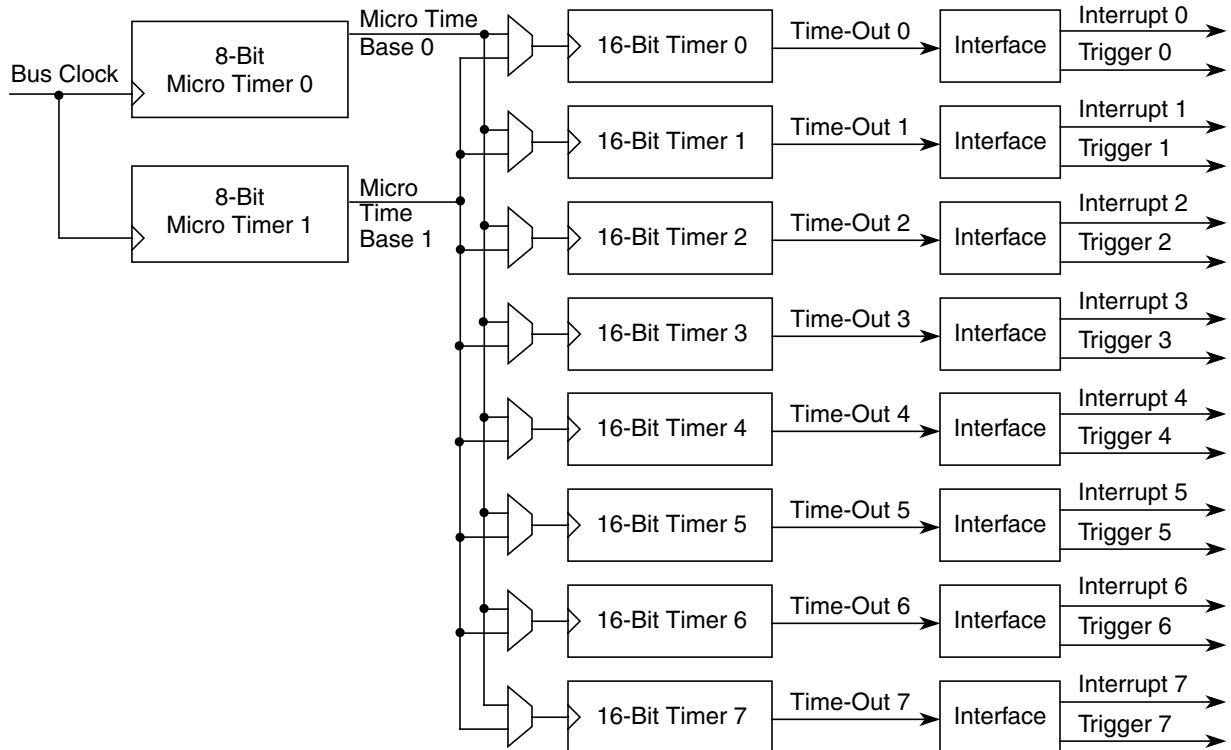 Bus Clock
8-Bit
Micro Timer 0
8-Bit
Micro Timer 1
Micro Time
Base 0
Micro
Time
Base 1
16-Bit Timer 0
Time-Out 0
Interface
Interrupt 0
Trigger 0
16-Bit Timer 1
Time-Out 1
Interface
Interrupt 1
Trigger 1
16-Bit Timer 2
Time-Out 2
Interface
Interrupt 2
Trigger 2
16-Bit Timer 3
Time-Out 3
Interface
Interrupt 3
Trigger 3
16-Bit Timer 4
Time-Out 4
Interface
Interrupt 4
Trigger 4
16-Bit Timer 5
Time-Out 5
Interface
Interrupt 5
Trigger 5
16-Bit Timer 6
Time-Out 6
Interface
Interrupt 6
Trigger 6
16-Bit Timer 7
Time-Out 7
Interface
Interrupt 7
Trigger 7